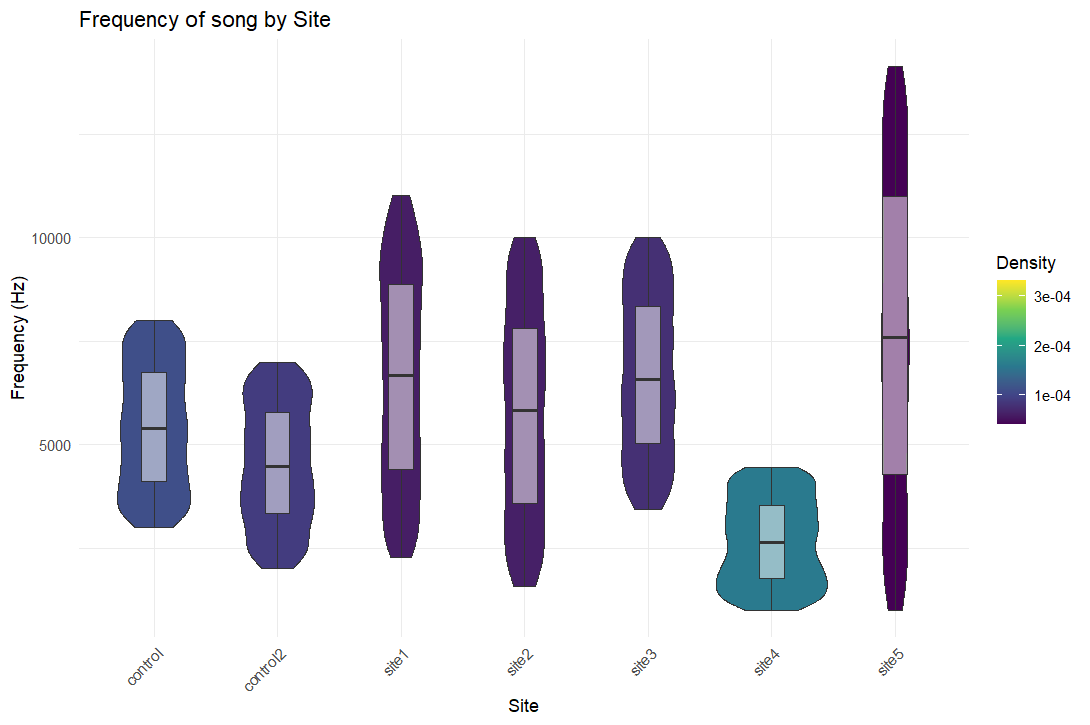 Frequency of song by Site
Frequency (Hz)
10000
5000
control
control2
site1
site2
site3
site4
site5
Site
Density
3e-04
2e-04
1e-04